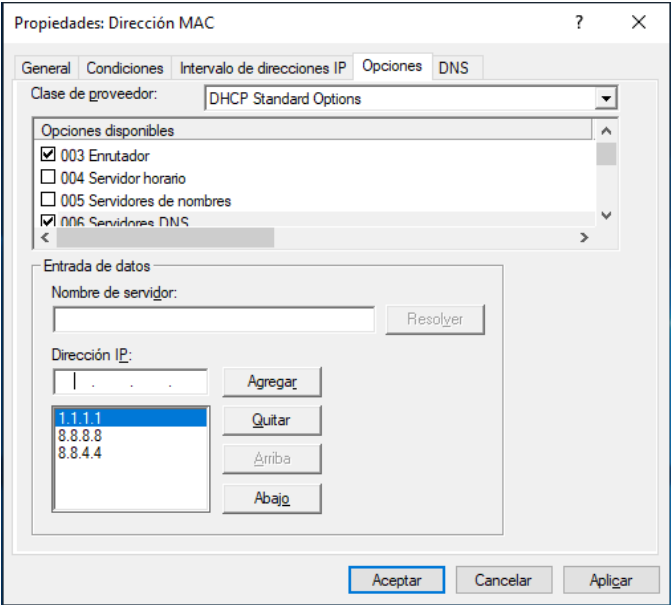 Propiedades: Dirección MAC
General Condiciones Intervalo de direcciones IP Opciones DNS
Clase de proveedor: DHCP Standard Options
Opciones disponibles
003 Enrutador
004 Servidor horario
005 Servidores de nombres
006 Servidores DNS
Entrada de datos
Nombre de servidor:
Resolver
Dirección IP:
Agregar
1.1.1.1
8.8.8.8
8.8.4.4
Quitar
Arriba
Abajo
Aceptar Cancelar Aplicar